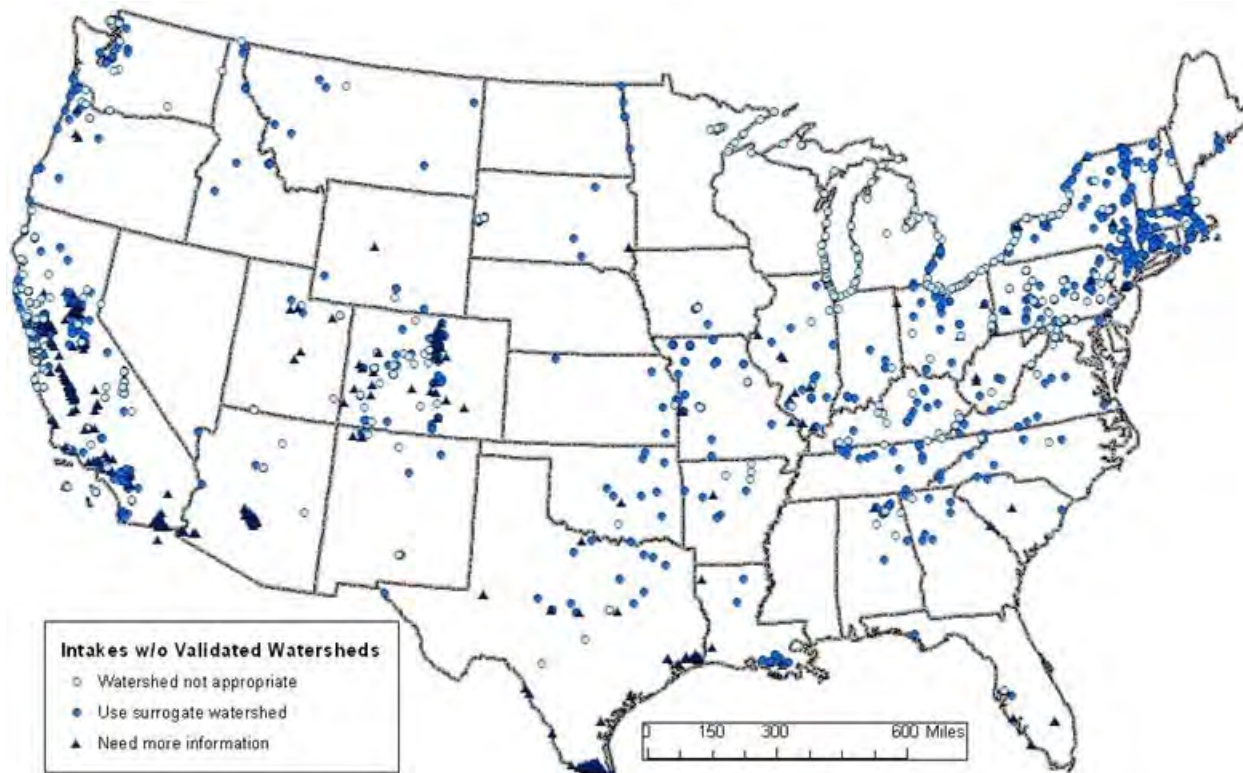 Intakes w/o Validated Watersheds
Watershed not appropriate
Use surrogate watershed
Need more information
0 150 300 600 Miles